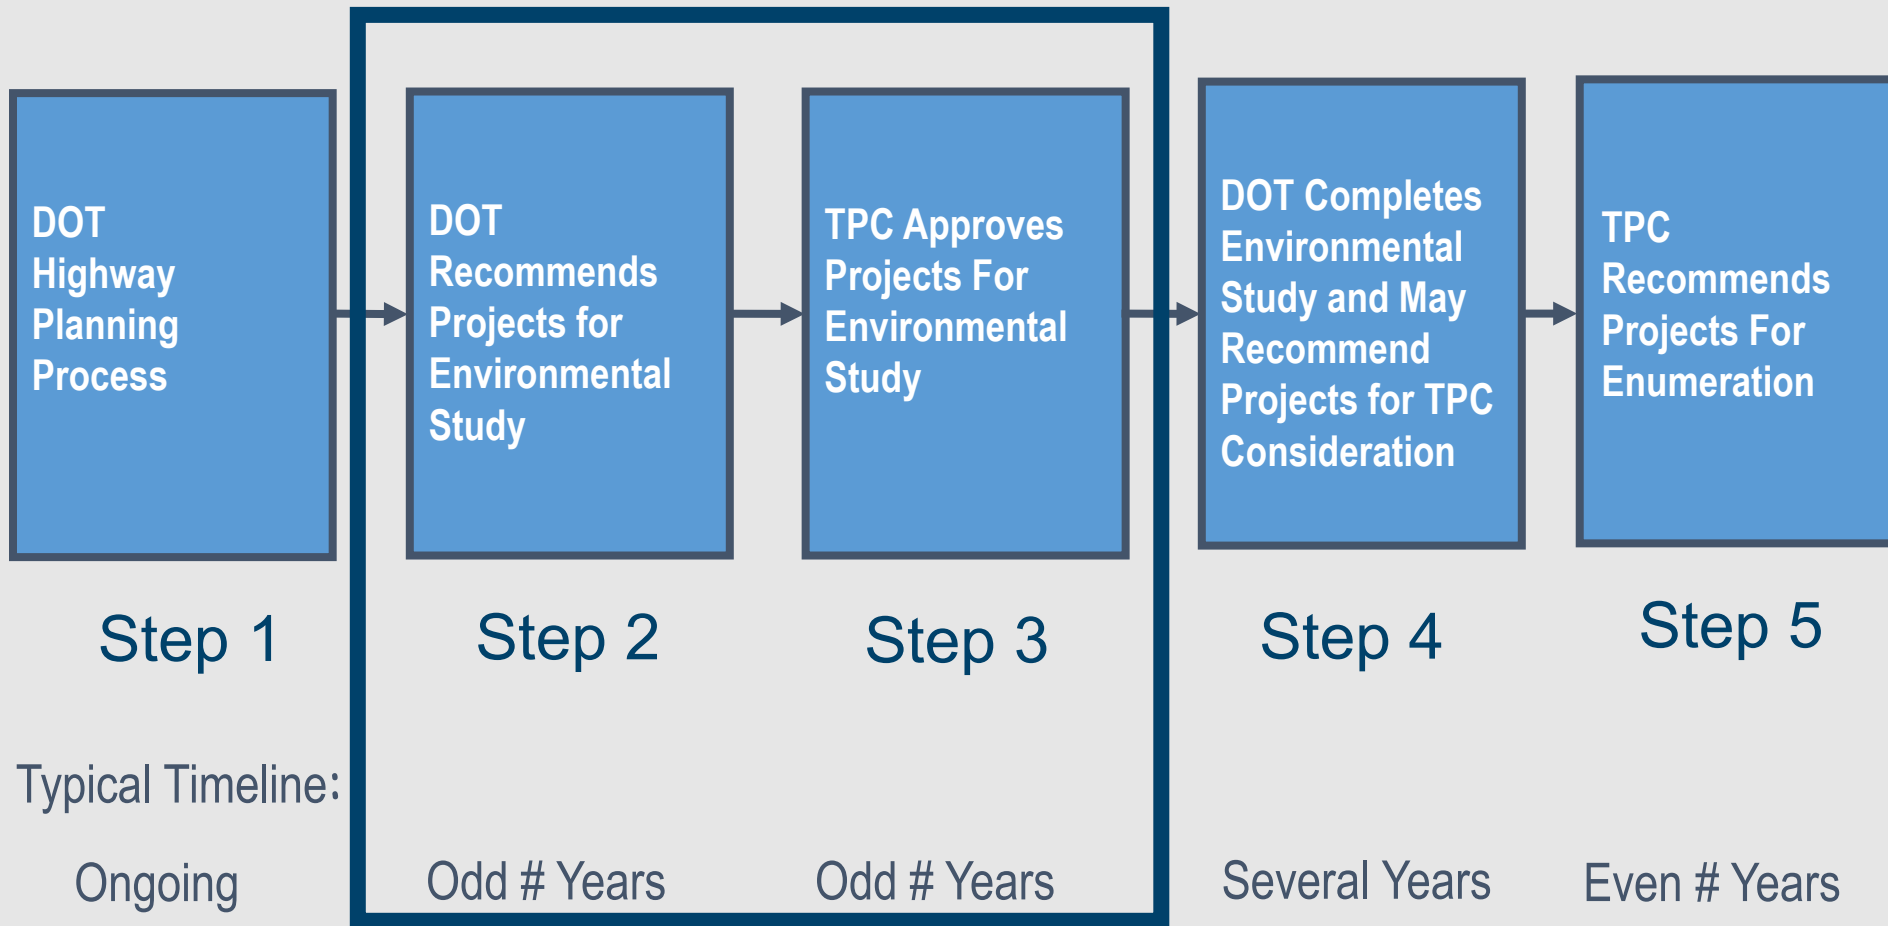 DOT
Highway
Planning
Process
DOT
Recommends
Projects for
Environmental
Study
TPC Approves
Projects For
Environmental
Study
DOT Completes
Environmental
Study and May
Recommend
Projects for TPC
Consideration
TPC
Recommends
Projects For
Enumeration
Step 1
Step 2
Step 3
Step 4
Step 5
Typical Timeline:
Ongoing
Odd # Years
Odd # Years
Several Years
Even # Years